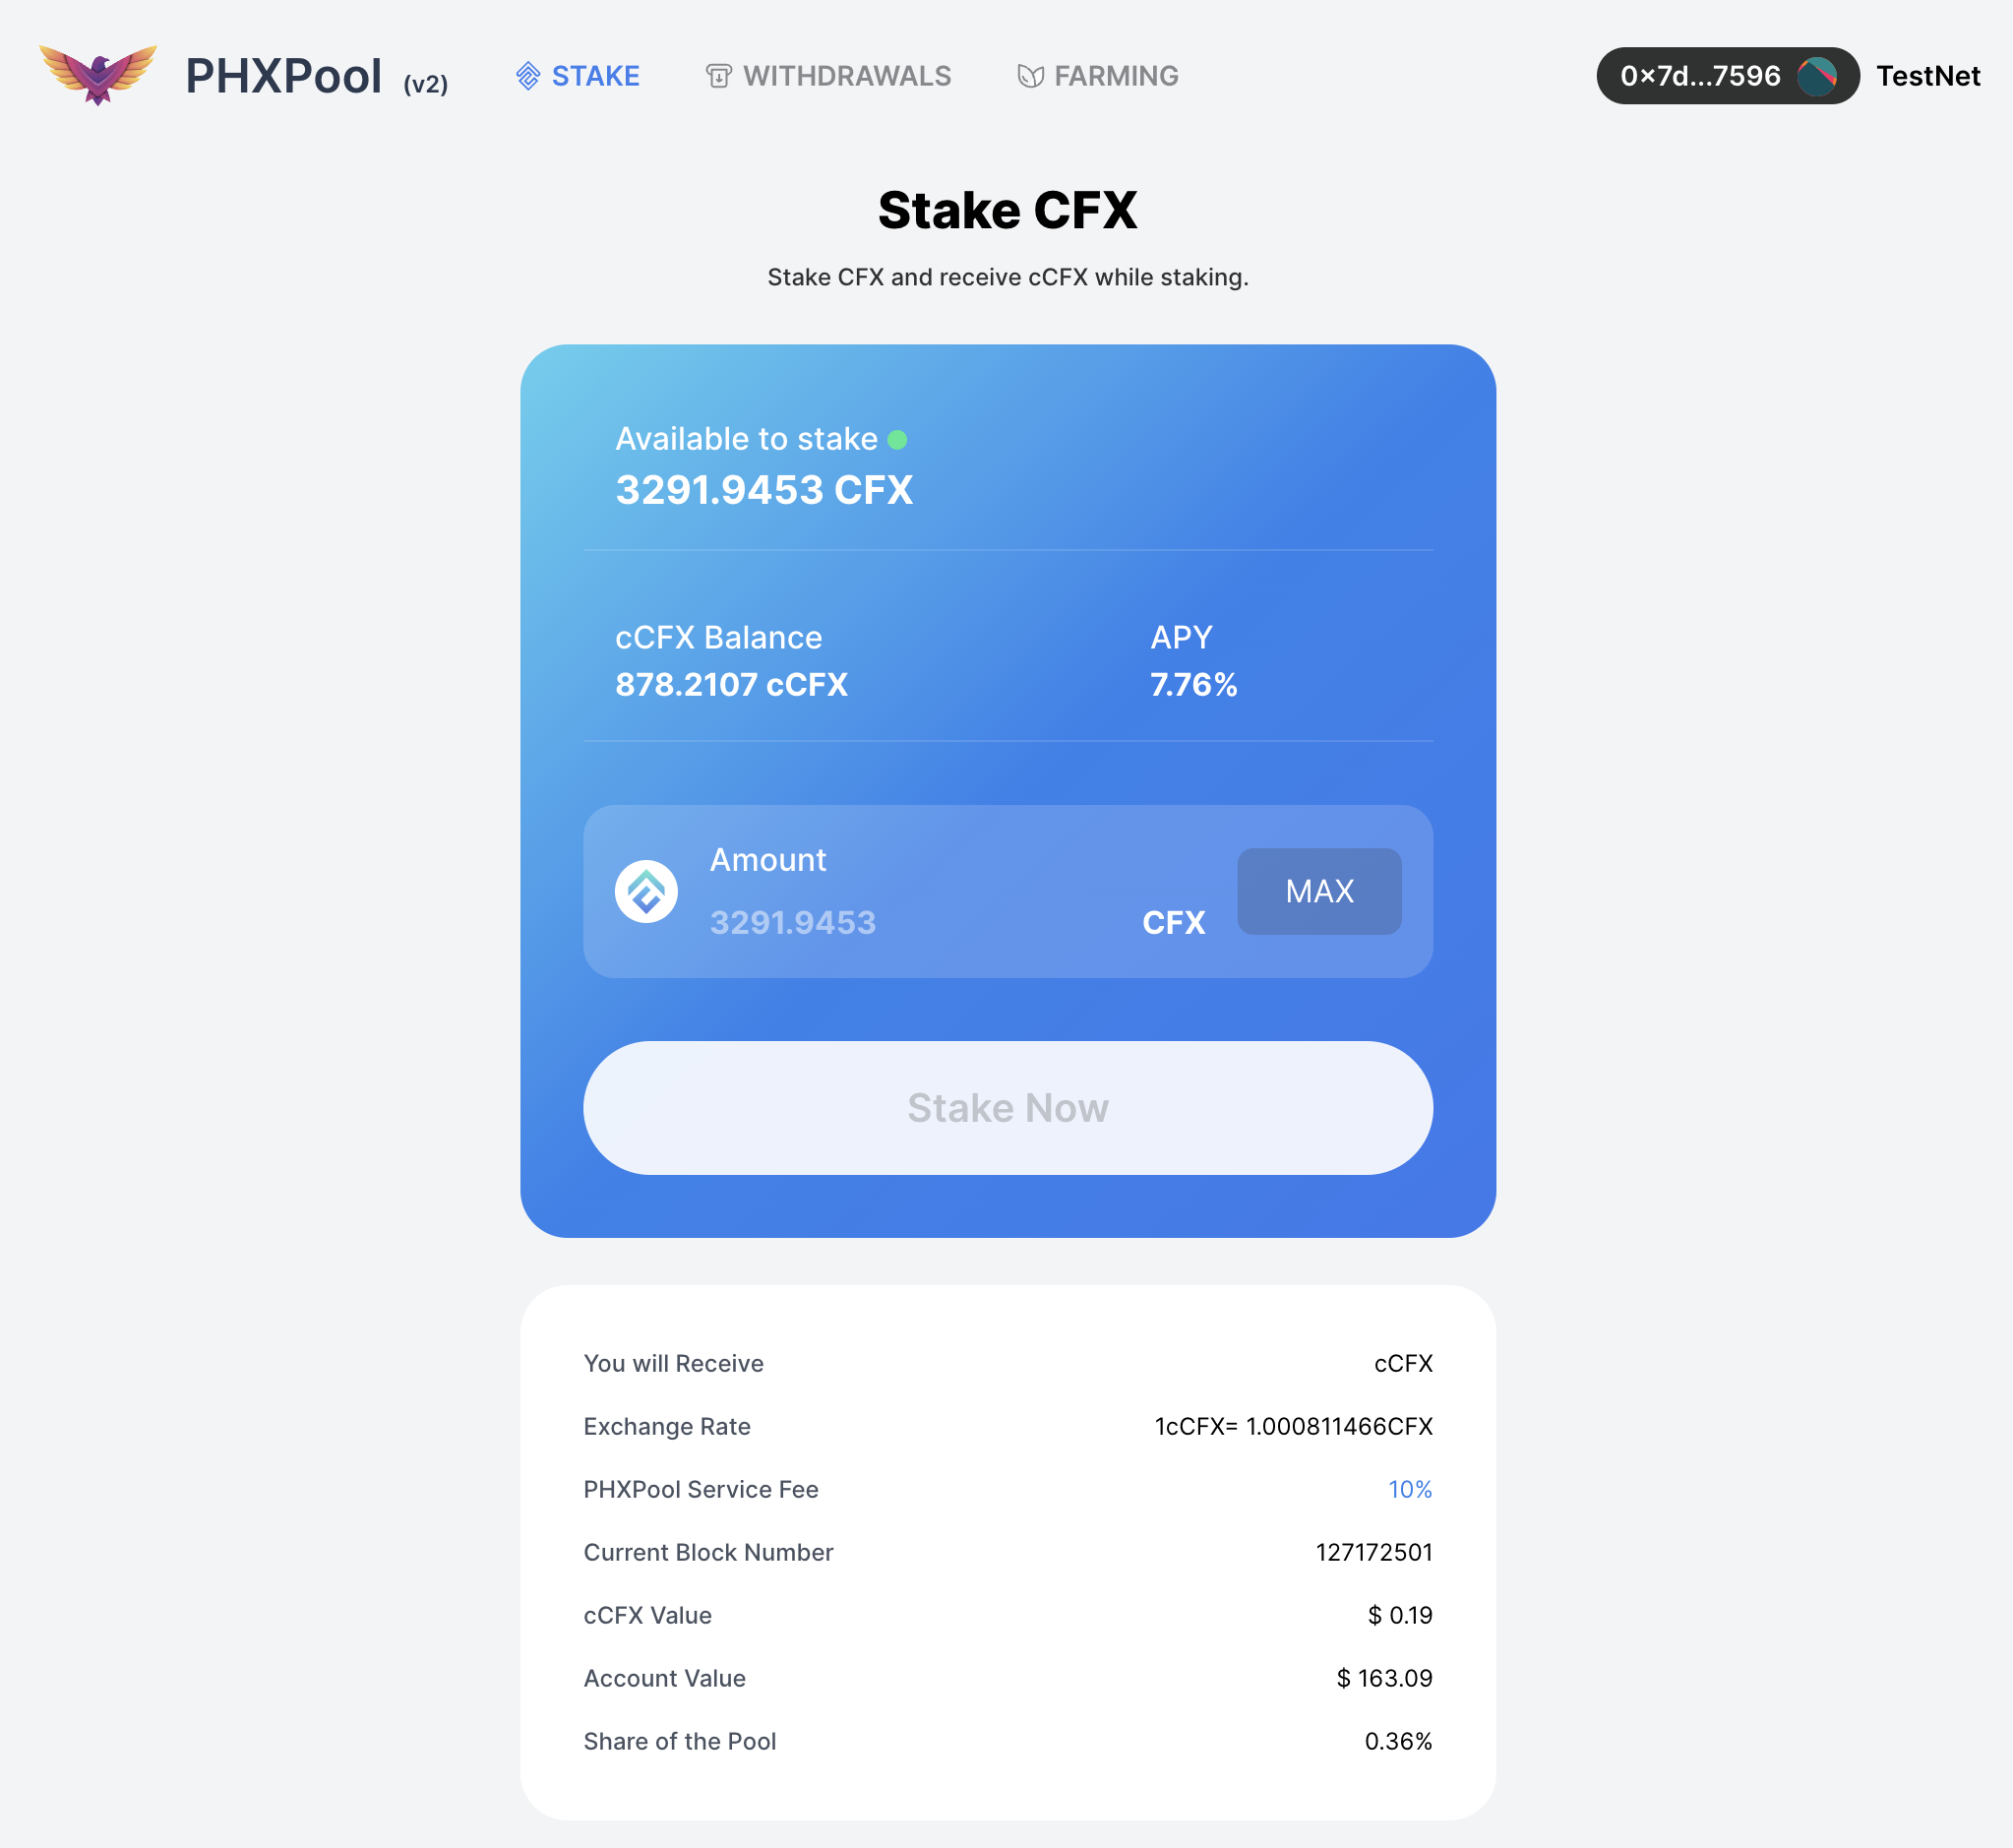 PHXPool (v2) STAKE WITHDRAWALS FARMING 0×7d...7596 TestNet
Stake CFX
Stake CFX and receive cCFX while staking.
Available to stake
3291.9453 CFX
cCFX Balance APY
878.2107 cCFX 7.76%
Amount
3291.9453 CFX MAX
Stake Now
You will Receive cCFX
Exchange Rate 1cCFX= 1.000811466CFX
PHXPool Service Fee 10%
Current Block Number 127172501
cCFX Value $ 0.19
Account Value $ 163.09
Share of the Pool 0.36%